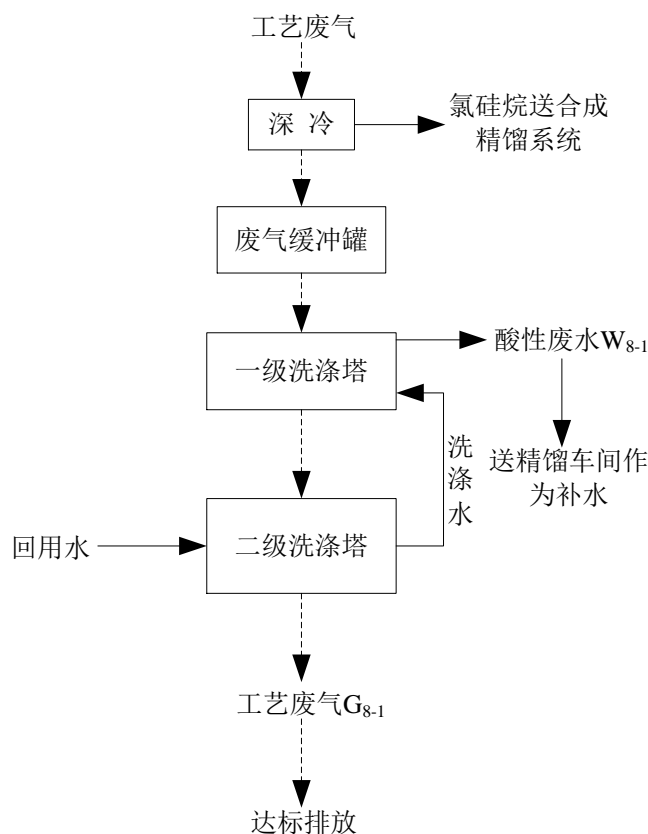 工艺废气
深 冷
氯硅烷送合成
精馏系统
废气缓冲罐
一级洗涤塔
酸性废水W8-1
洗涤水
送精馏车间作
为补水
回用水
二级洗涤塔
工艺废气G8-1
达标排放